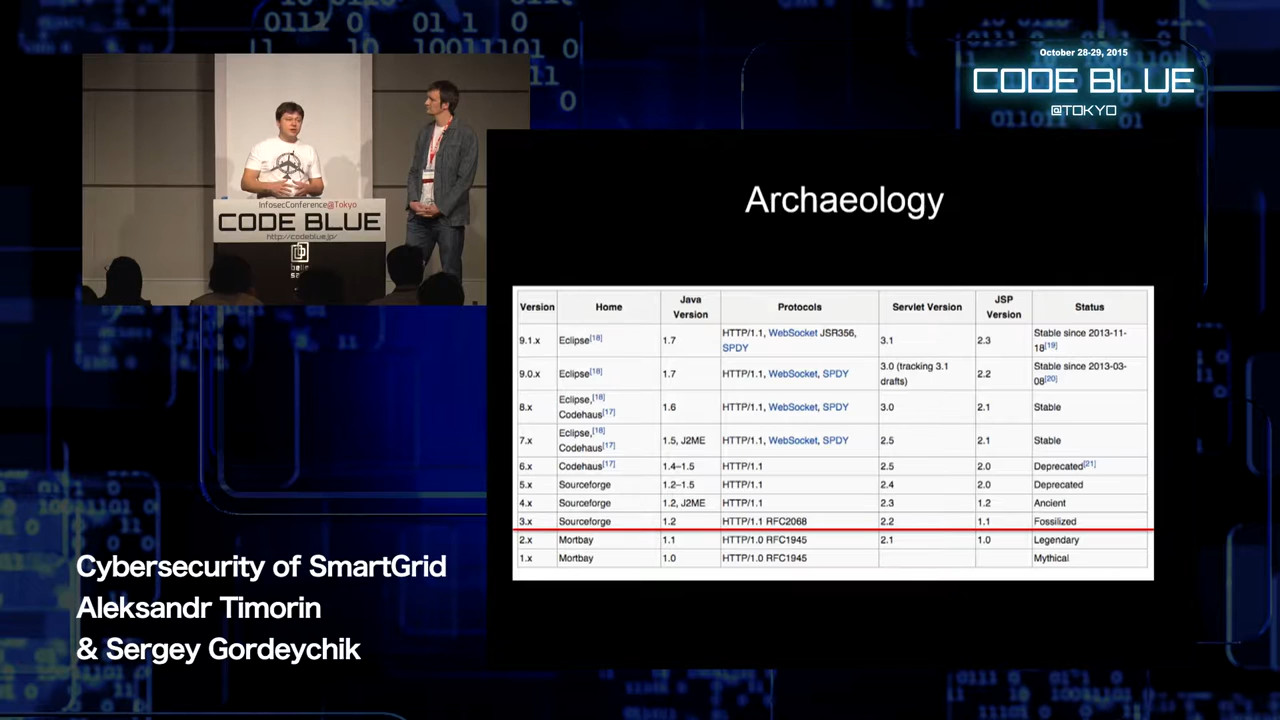 October 28-29, 2015
CODE BLUE
@TOKYO
InfosecConference@Tokyo
CODE BLUE
http://codeblue.jp/
Archaeology
Version Home Java Version Protocols Servlet Version JSP Version Status
9.1.x Eclipse[18] 1.7 HTTP/1.1, WebSocket JSR356, SPDY 3.1 2.3 Stable since 2013-11-18[19]
9.0.x Eclipse[18] 1.7 HTTP/1.1, WebSocket, SPDY 3.0 (tracking 3.1 drafts) 2.2 Stable since 2013-03-08[20]
8.x Eclipse,[18] Codehaus[17] 1.6 HTTP/1.1, WebSocket, SPDY 3.0 2.1 Stable
7.x Eclipse,[18] Codehaus[17] 1.5, J2ME HTTP/1.1, WebSocket, SPDY 2.5 2.1 Stable
6.x Codehaus[17] 1.4–1.5 HTTP/1.1 2.5 2.0 Deprecated[21]
5.x Sourceforge 1.2–1.5 HTTP/1.1 2.4 2.0 Deprecated
4.x Sourceforge 1.2, J2ME HTTP/1.1 2.3 1.2 Ancient
3.x Sourceforge 1.2 HTTP/1.1 RFC2068 2.2 1.1 Fossilized
2.x Mortbay 1.1 HTTP/1.0 RFC1945 2.1 1.0 Legendary
1.x Mortbay 1.0 HTTP/1.0 RFC1945 Mythical
Cybersecurity of SmartGrid
Aleksandr Timorin
& Sergey Gordeychik